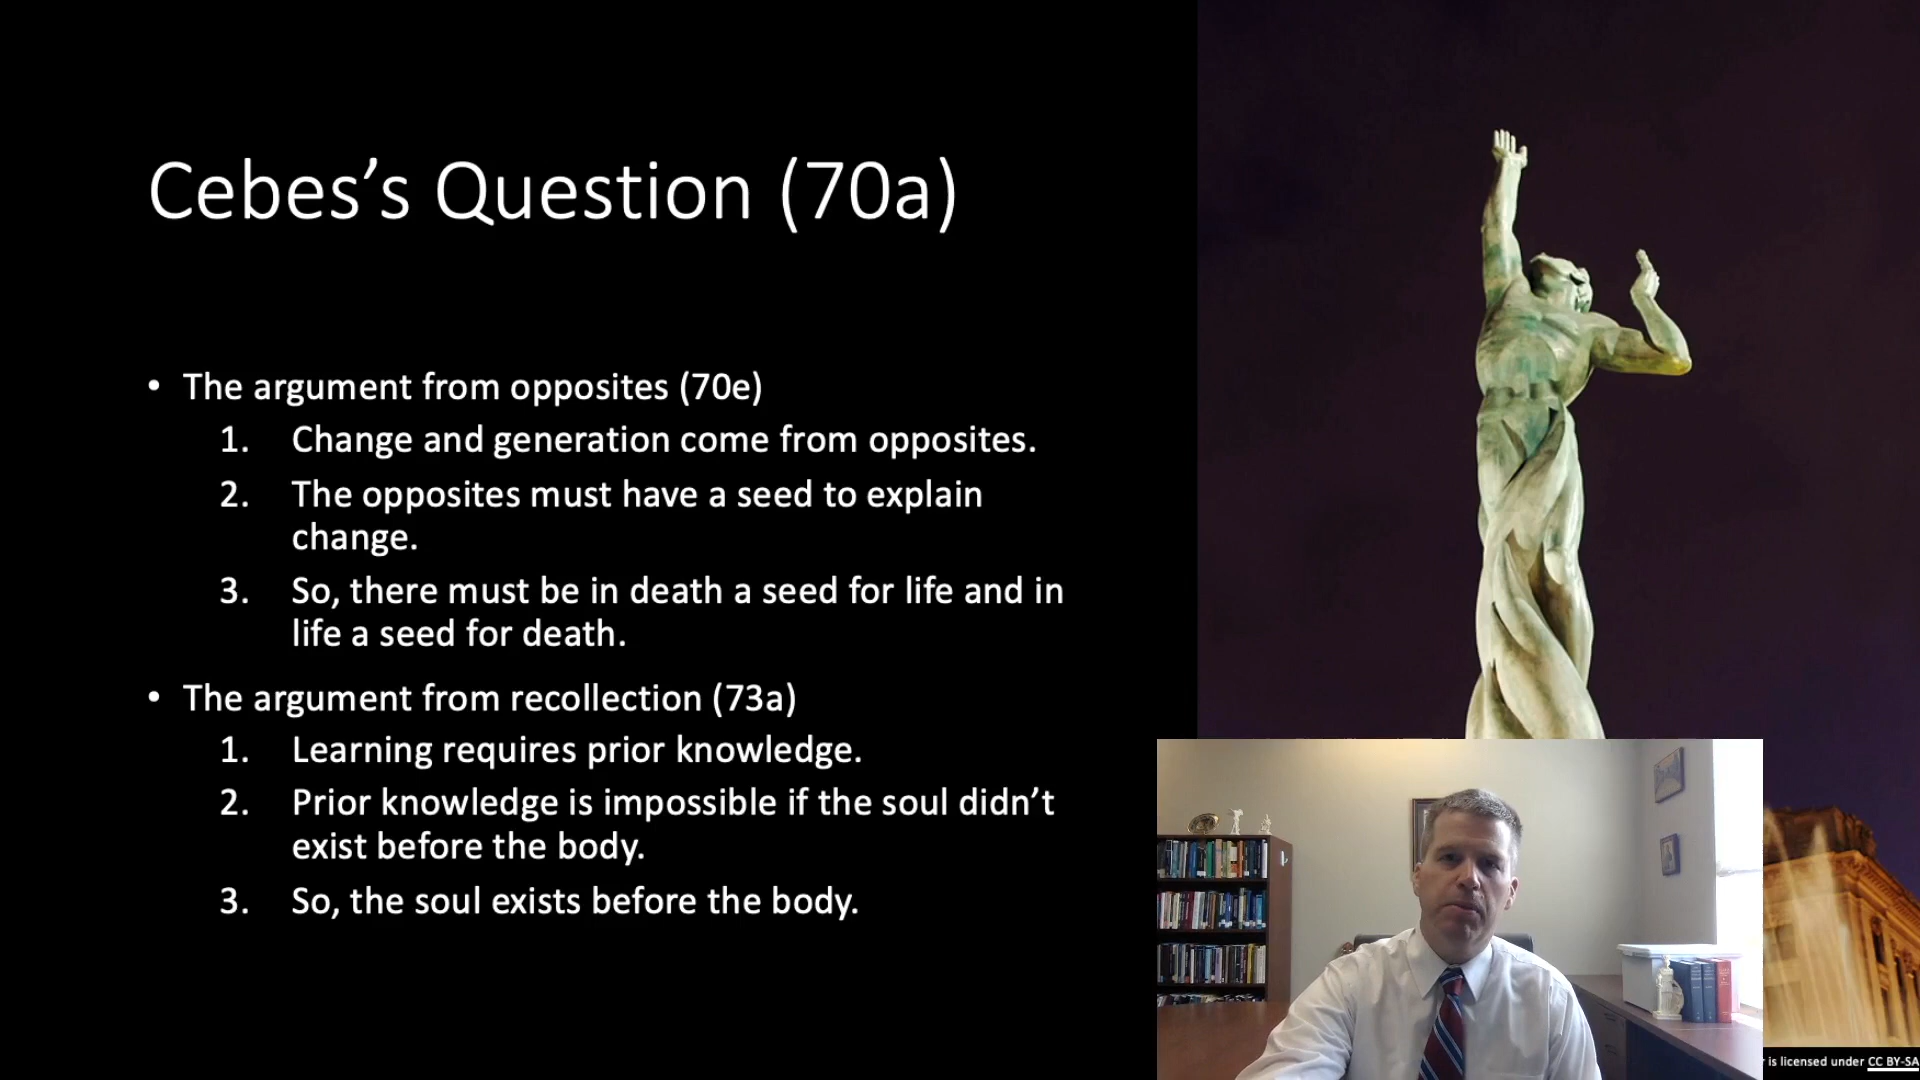 Cebes’s Question (70a)
• The argument from opposites (70e)
1. Change and generation come from opposites.
2. The opposites must have a seed to explain
change.
3. So, there must be in death a seed for life and in
life a seed for death.
• The argument from recollection (73a)
1. Learning requires prior knowledge.
2. Prior knowledge is impossible if the soul didn’t
exist before the body.
3. So, the soul exists before the body.
is licensed under CC BY-SA